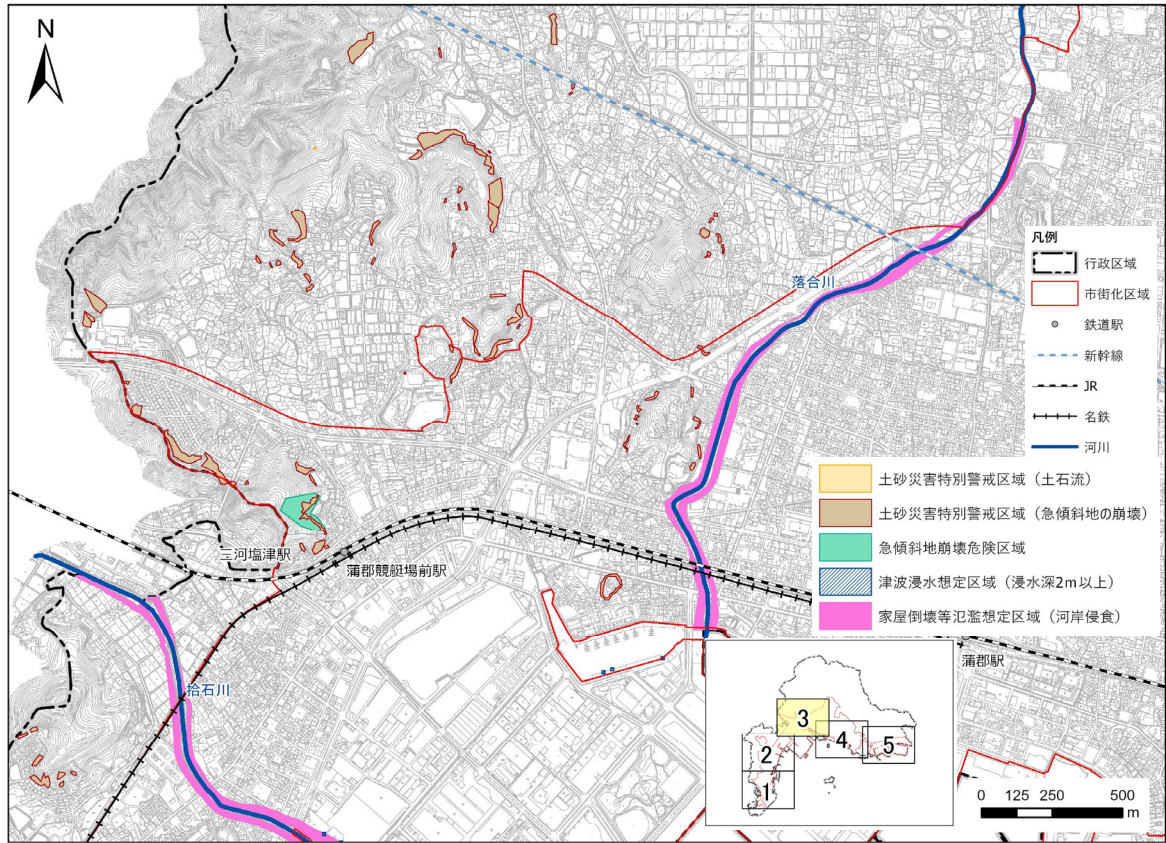 N
落合川
凡例
行政区域
市街化区域
鉄道駅
新幹線
JR
名鉄
河川
土砂災害特別警戒区域（土石流）
土砂災害特別警戒区域（急傾斜地の崩壊）
急傾斜地崩壊危険区域
津波浸水想定区域（浸水深2m以上）
家屋倒壊等氾濫想定区域（河岸侵食）
三河塩津駅
蒲郡競艇場前駅
蒲郡駅
拾石川
3
2
4
5
1
0 125 250 500
m